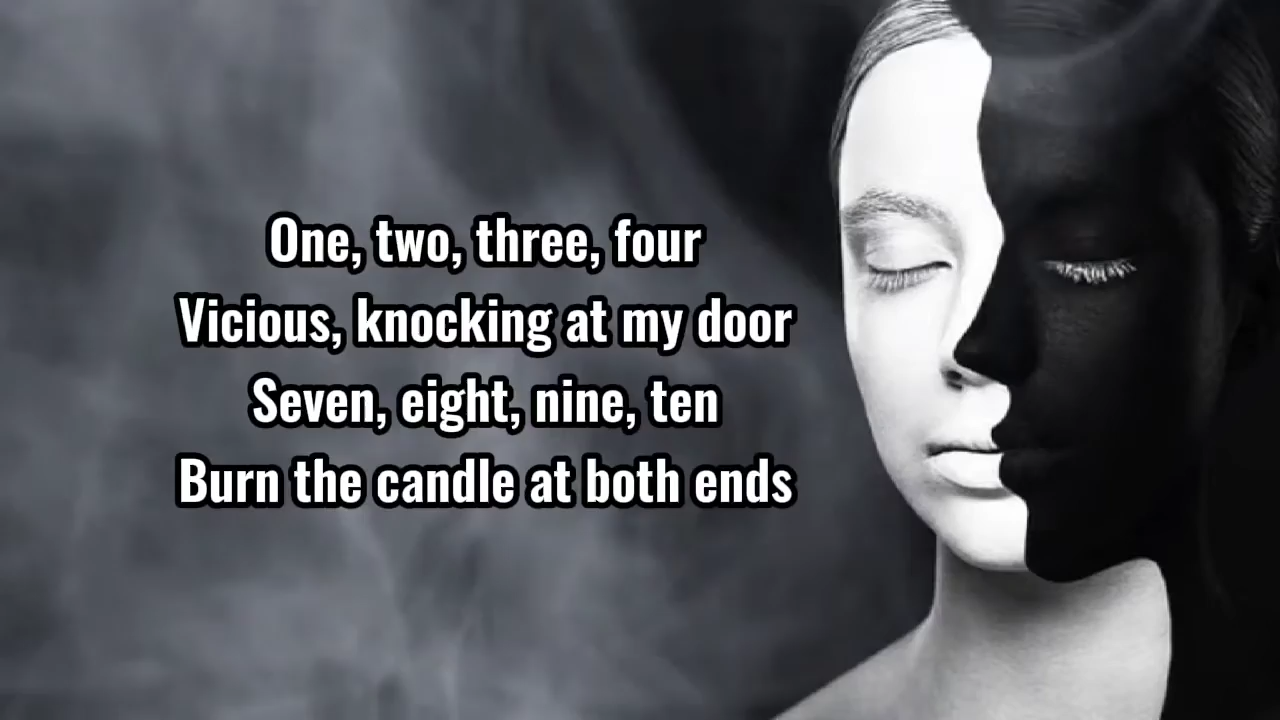 One, two, three, four
Vicious, knocking at my door
Seven, eight, nine, ten
Burn the candle at both ends